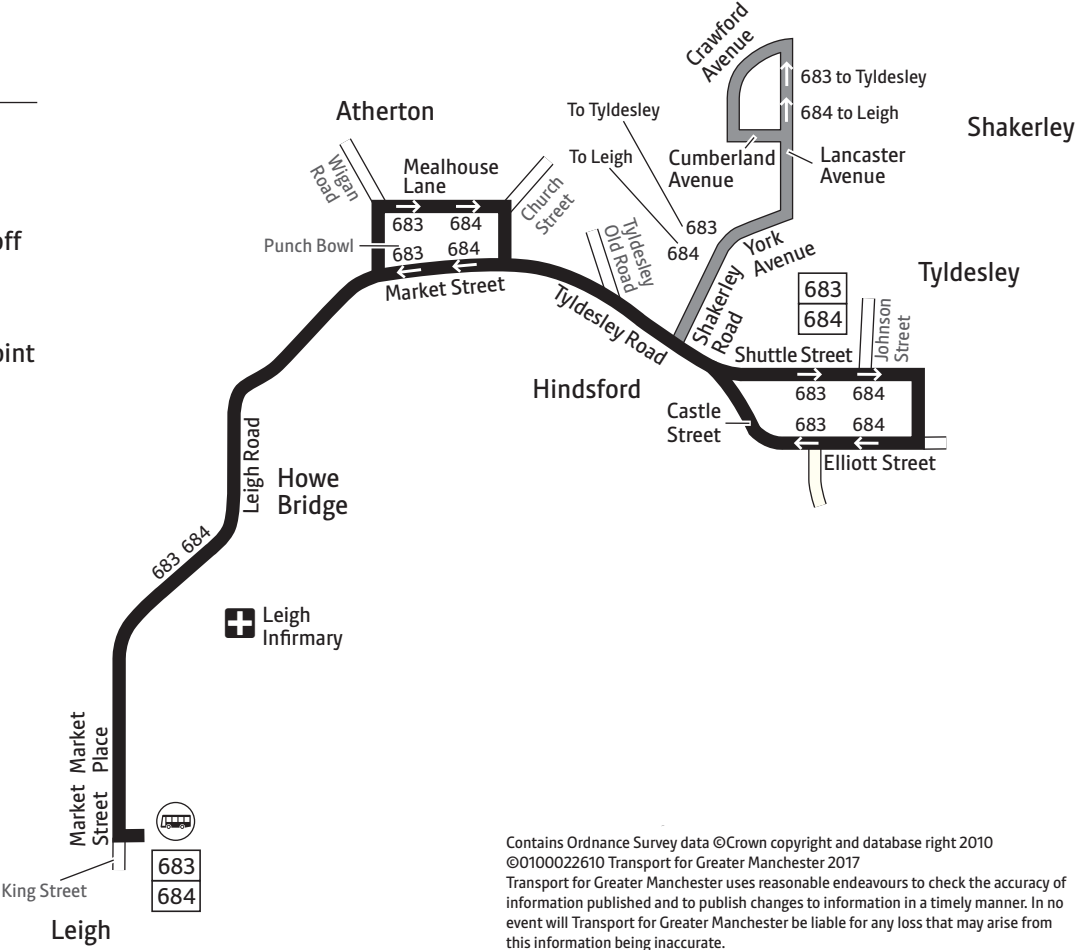 off
oint
Crawford
Avenue
683 to Tyldesley
684 to Leigh
Shakerley
Atherton
To Tyldesley
To Leigh
Cumberland
Avenue
Lancaster
Avenue
Wigan
Road
Mealhouse
Lane
Church
Street
683
684
Punch Bowl
683
684
Market Street
Tyldesley
Old Road
683
684
York
Avenue
Shakerley
Road
Tyldesley
683
684
Johnson
Street
Tyldesley Road
Shuttle Street
683
684
Hindsford
Castle
Street
683
684
Elliott Street
Leigh Road
Howe
Bridge
683 684
Leigh
Infirmary
Market Market
Street Place
683
684
King Street
Leigh
Contains Ordnance Survey data ©Crown copyright and database right 2010
©0100022610 Transport for Greater Manchester 2017
Transport for Greater Manchester uses reasonable endeavours to check the accuracy of
information published and to publish changes to information in a timely manner. In no
event will Transport for Greater Manchester be liable for any loss that may arise from
this information being inaccurate.